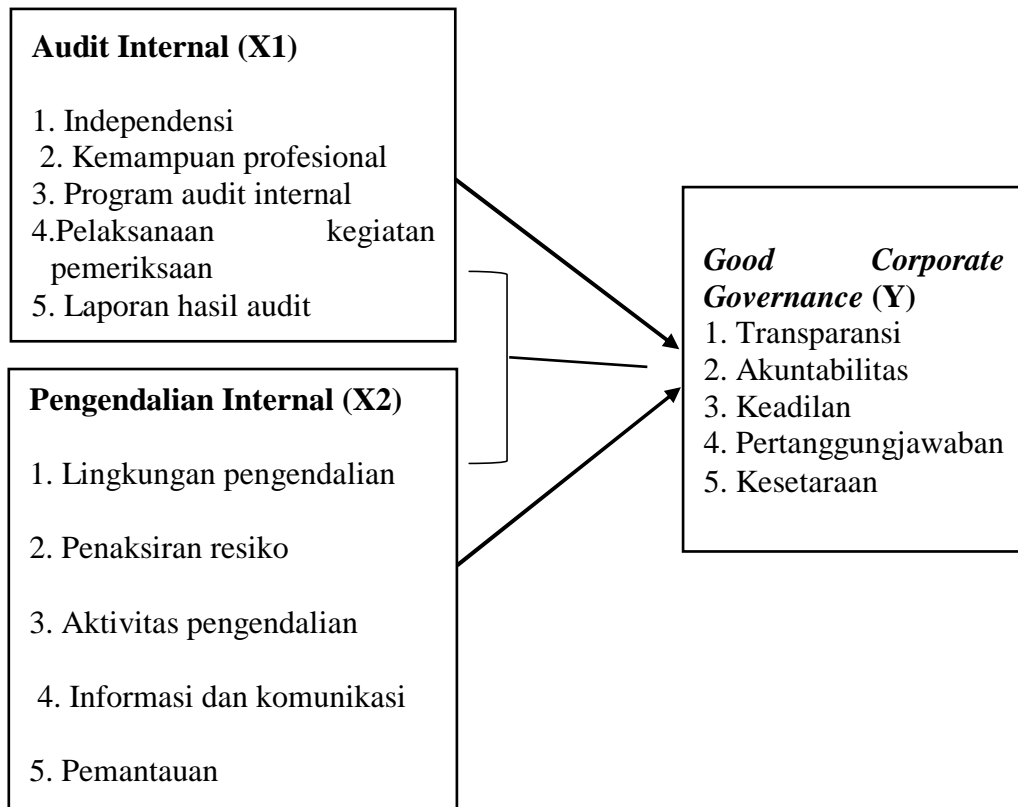 Audit Internal (X1)
1. Independensi
2. Kemampuan profesional
3. Program audit internal
4.Pelaksanaan kegiatan
pemeriksaan
5. Laporan hasil audit
Pengendalian Internal (X2)
1. Lingkungan pengendalian
2. Penaksiran resiko
3. Aktivitas pengendalian
4. Informasi dan komunikasi
5. Pemantauan
Good Corporate
Governance (Y)
1. Transparansi
2. Akuntabilitas
3. Keadilan
4. Pertanggungjawaban
5. Kesetaraan